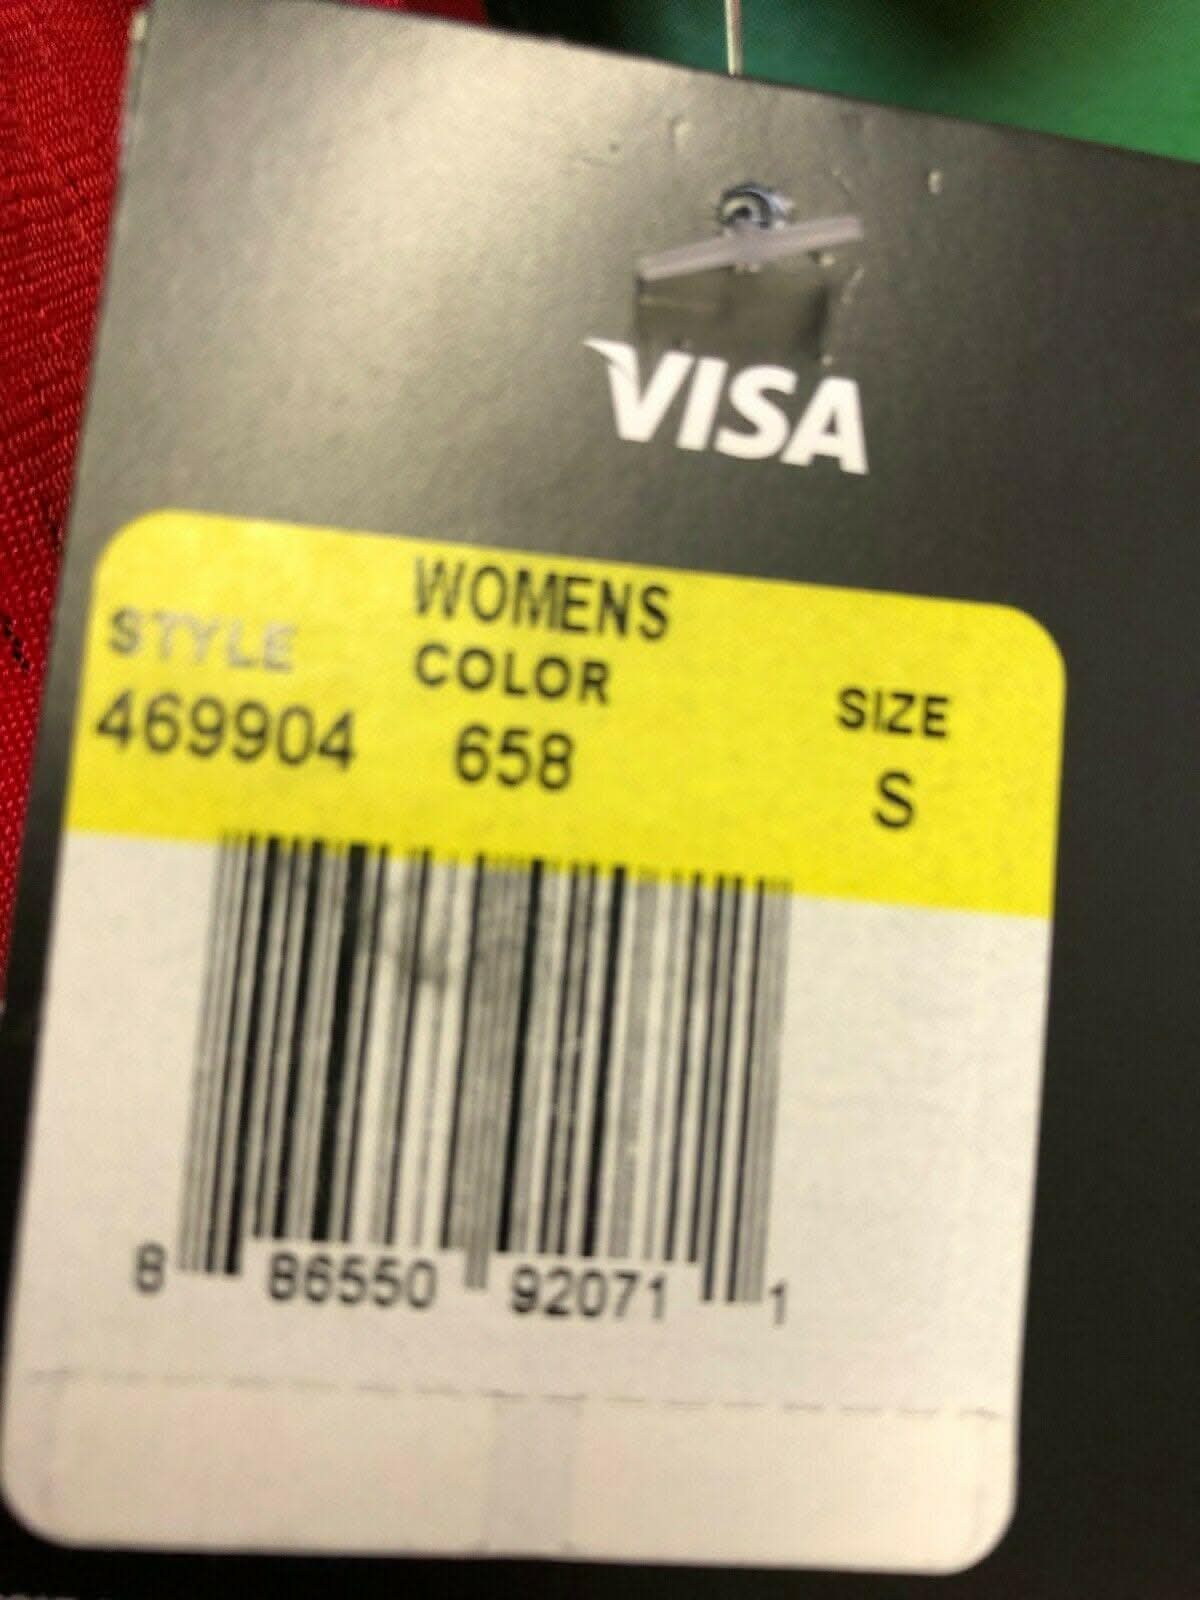 VISA
WOMENS
STYLE COLOR SIZE
469904 658 S
8 86550 92071 1